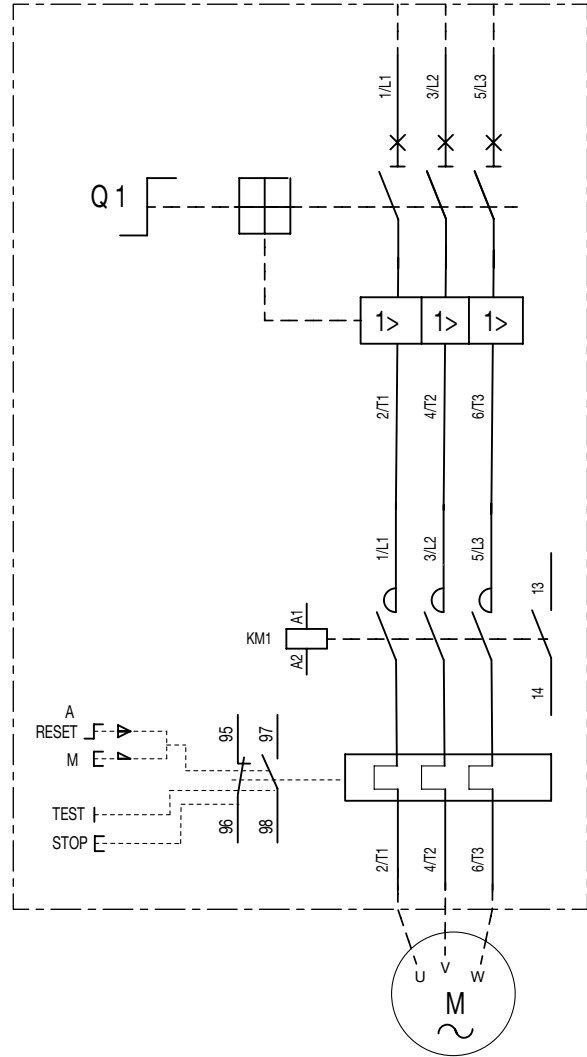 1/L1 3/L2 5/L3
Q1
1> 1> 1>
2/T1 4/T2 6/T3
1/L1 3/L2 5/L3 13
KM1 A1
A2
14
A
RESET
M
95 97
TEST
STOP
96 98
2/T1 4/T2 6/T3
U V W
M